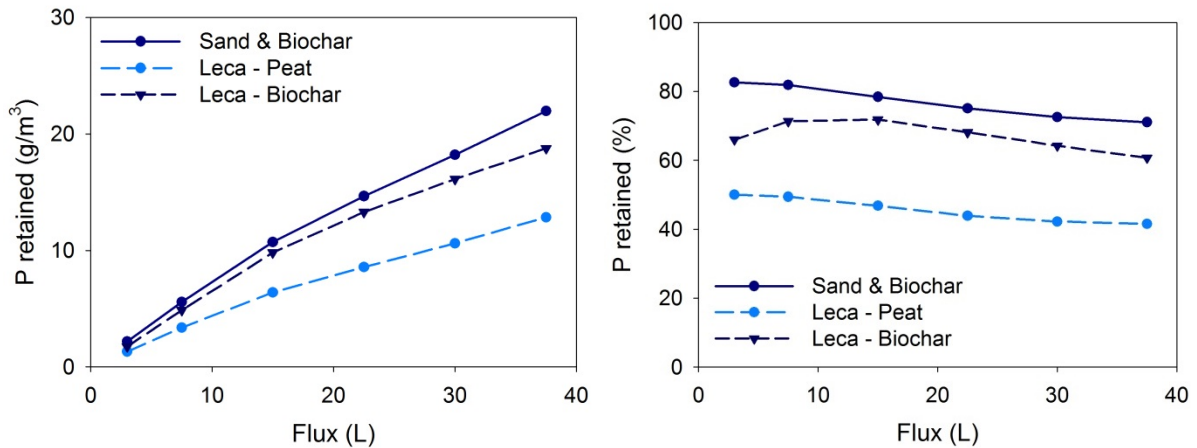 30
20
10
0
P retained (g/m³)
Sand & Biochar
Leca - Peat
Leca - Biochar
0 10 20 30 40
Flux (L)
100
80
60
40
20
0
P retained (%)
Sand & Biochar
Leca - Peat
Leca - Biochar
0 10 20 30 40
Flux (L)